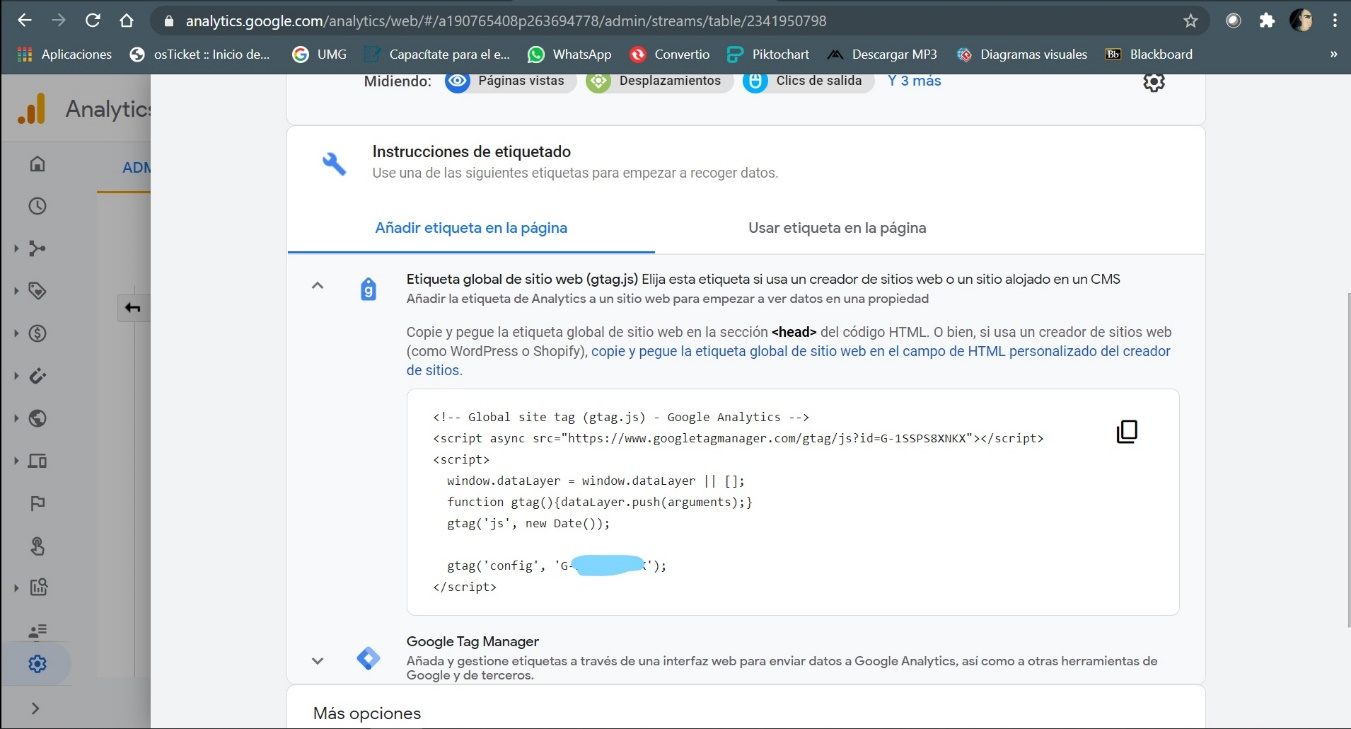 analytics.google.com/analytics/web/#/a190765408p263694778/admin/streams/table/2341950798
Aplicaciones osTicket :: Inicio de... UMG Capacítate para el e... WhatsApp Convertio Piktochart Descargar MP3 Diagramas visuales Bb Blackboard »
Midiendo: Páginas vistas Desplazamientos Clics de salida Y 3 más
Analytics
ADM
Instrucciones de etiquetado
Use una de las siguientes etiquetas para empezar a recoger datos.
Añadir etiqueta en la página Usar etiqueta en la página
Etiqueta global de sitio web (gtag.js) Elija esta etiqueta si usa un creador de sitios web o un sitio alojado en un CMS
Añadir la etiqueta de Analytics a un sitio web para empezar a ver datos en una propiedad
Copie y pegue la etiqueta global de sitio web en la sección <head> del código HTML. O bien, si usa un creador de sitios web
(como WordPress o Shopify), copie y pegue la etiqueta global de sitio web en el campo de HTML personalizado del creador
de sitios.
<!-- Global site tag (gtag.js) - Google Analytics -->
<script async src="https://www.googletagmanager.com/gtag/js?id=G-1SSPS8XNKX"></script>
<script>
window.dataLayer = window.dataLayer || [];
function gtag(){dataLayer.push(arguments);}
gtag('js', new Date());
gtag('config', 'G-');
</script>
Google Tag Manager
Añada y gestione etiquetas a través de una interfaz web para enviar datos a Google Analytics, así como a otras herramientas de
Google y de terceros.
Más opciones